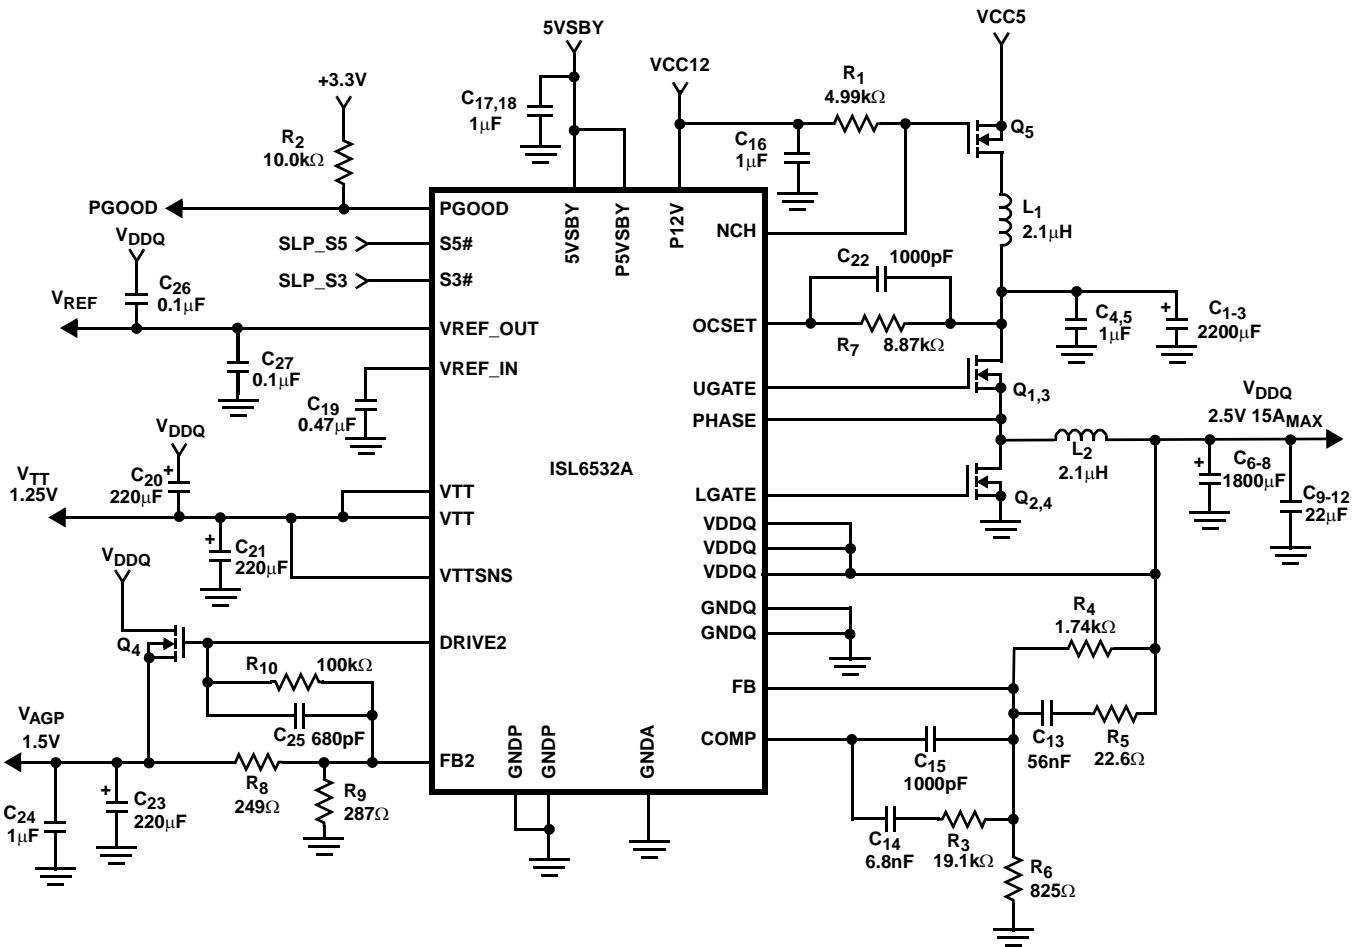 VCC5
5VSBY
VCC12
+3.3V
C17,18
1μF
R1
4.99kΩ
Q5
R2
10.0kΩ
C16
1μF
PGOOD
PGOOD
5VSBY
P5VSBY
P12V
NCH
L1
2.1μH
SLP_S5
S5#
SLP_S3
S3#
VDDQ
C26
0.1μF
VREF
VREF_OUT
C22
1000pF
OCSET
R7
8.87kΩ
C4,5
1μF
C1-3
2200μF
C27
0.1μF
VREF_IN
C19
0.47μF
UGATE
Q1,3
PHASE
VDDQ
2.5V 15AMAX
VDDQ
C20
+
220μF
VTT
1.25V
ISL6532A
L2
2.1μH
+
C6-8
1800μF
C9-12
22μF
VTT
VTT
LGATE
Q2,4
VDDQ
VDDQ
VDDQ
+
C21
220μF
VTTSNS
VDDQ
GNDQ
GNDQ
R4
1.74kΩ
Q4
DRIVE2
R10
100kΩ
C25
680pF
FB
C13
56nF
R5
22.6Ω
VAGP
1.5V
FB2
GNDP
GNDP
GNDA
COMP
C15
1000pF
R8
249Ω
R9
287Ω
C24
1μF
+
C23
220μF
C14
6.8nF
R3
19.1kΩ
R6
825Ω
+